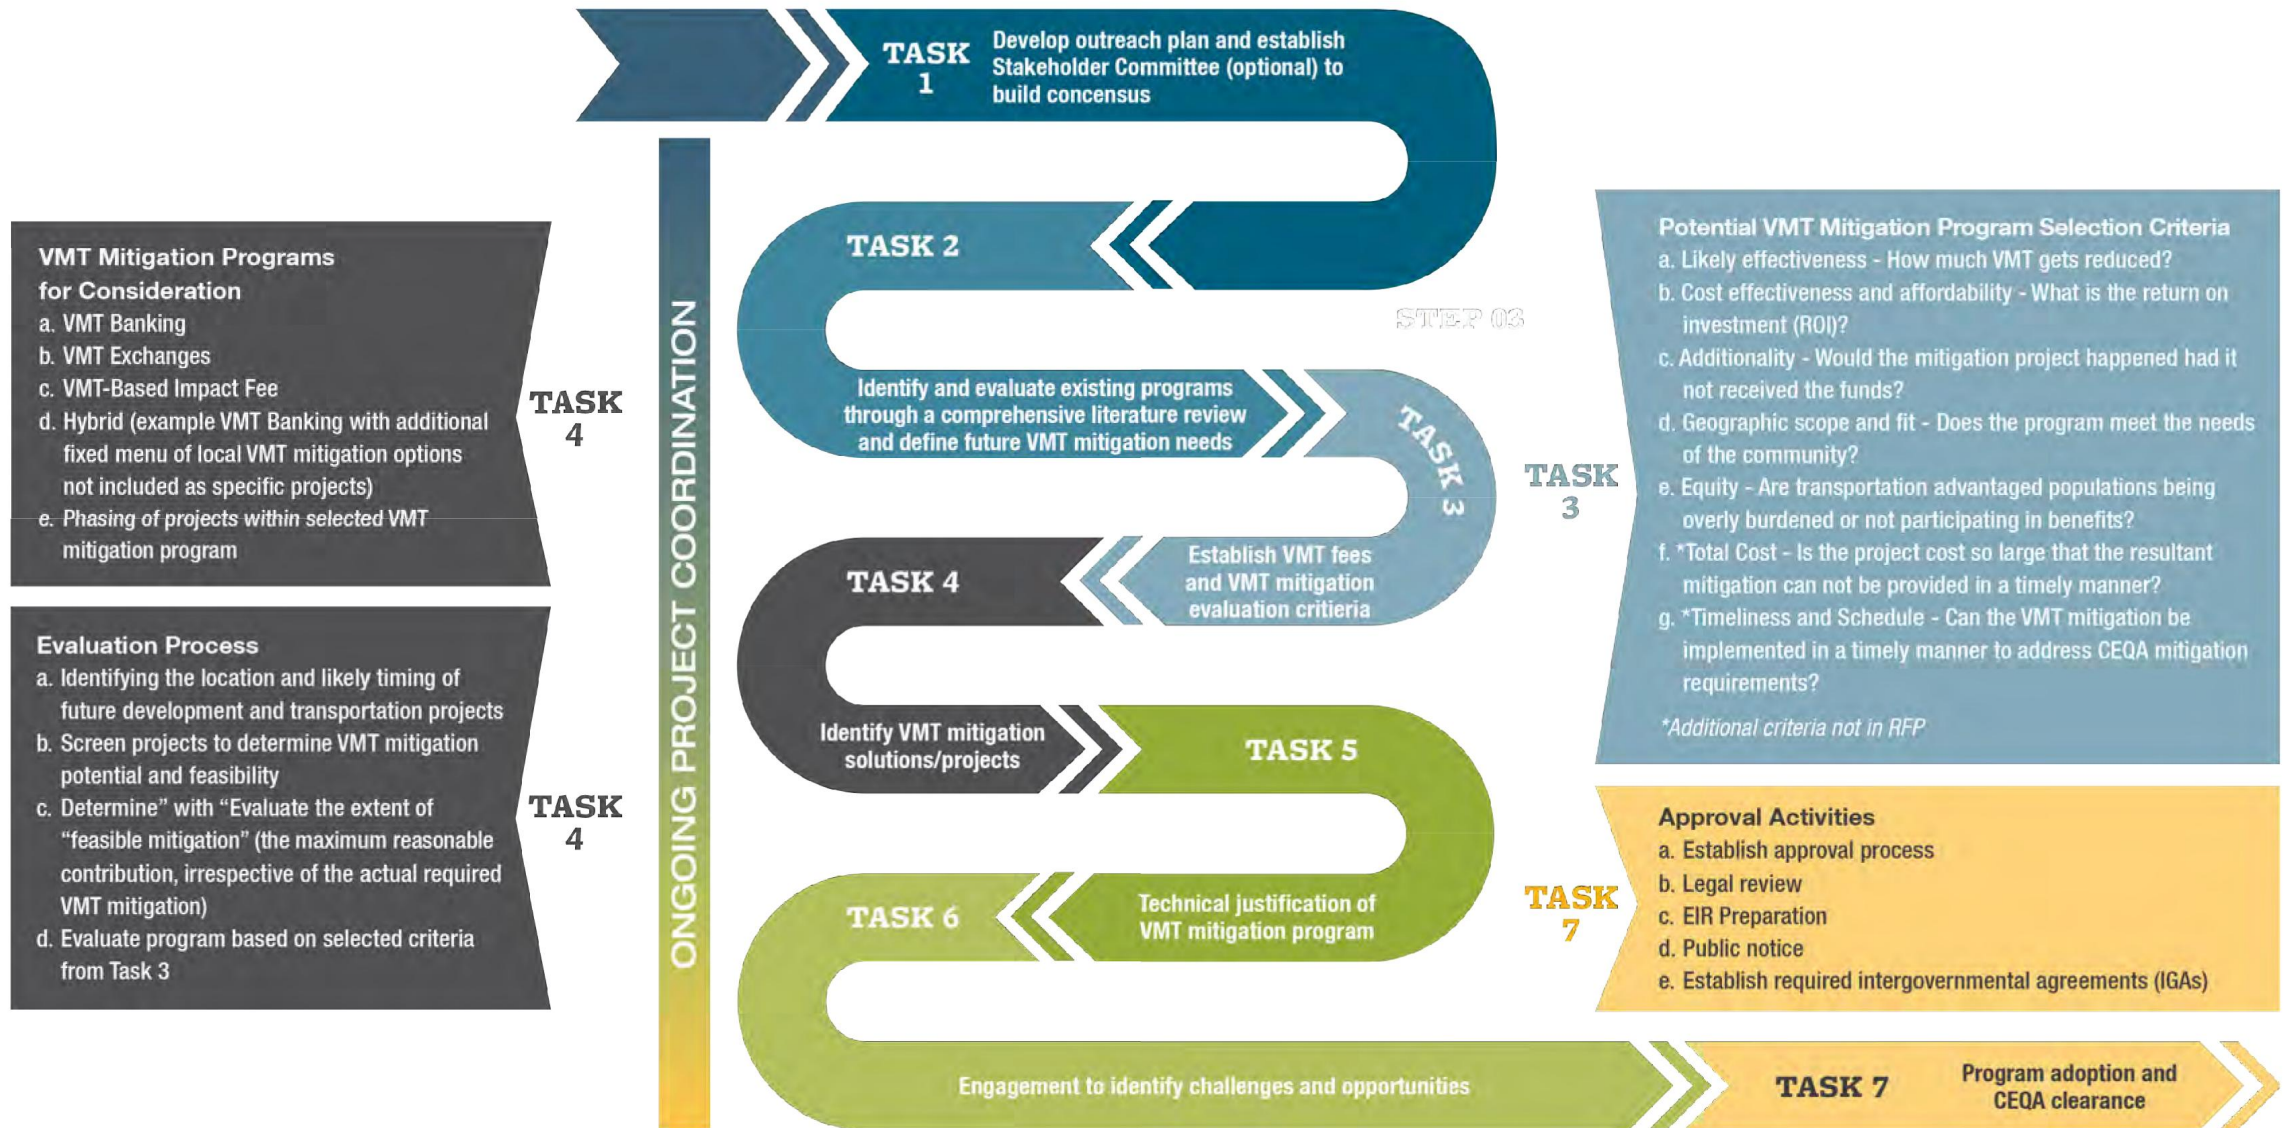 TASK
1
Develop outreach plan and establish
Stakeholder Committee (optional) to
build concensus
TASK 2
Identify and evaluate existing programs
through a comprehensive literature review
and define future VMT mitigation needs
STEP 03
TASK 3
Establish VMT fees
and VMT mitigation
evaluation critieria
TASK 4
Identify VMT mitigation
solutions/projects
TASK 5
Technical justification of
VMT mitigation program
TASK 6
Engagement to identify challenges and opportunities
TASK 7
Program adoption and
CEQA clearance
ONGOING PROJECT COORDINATION
VMT Mitigation Programs
for Consideration
a. VMT Banking
b. VMT Exchanges
c. VMT-Based Impact Fee
d. Hybrid (example VMT Banking with additional
fixed menu of local VMT mitigation options
not included as specific projects)
e. Phasing of projects within selected VMT
mitigation program
TASK
4
Evaluation Process
a. Identifying the location and likely timing of
future development and transportation projects
b. Screen projects to determine VMT mitigation
potential and feasibility
c. Determine” with “Evaluate the extent of
“feasible mitigation” (the maximum reasonable
contribution, irrespective of the actual required
VMT mitigation)
d. Evaluate program based on selected criteria
from Task 3
TASK
4
TASK
3
Potential VMT Mitigation Program Selection Criteria
a. Likely effectiveness - How much VMT gets reduced?
b. Cost effectiveness and affordability - What is the return on
investment (ROI)?
c. Additionality - Would the mitigation project happened had it
not received the funds?
d. Geographic scope and fit - Does the program meet the needs
of the community?
e. Equity - Are transportation advantaged populations being
overly burdened or not participating in benefits?
f. *Total Cost - Is the project cost so large that the resultant
mitigation can not be provided in a timely manner?
g. *Timeliness and Schedule - Can the VMT mitigation be
implemented in a timely manner to address CEQA mitigation
requirements?
*Additional criteria not in RFP
TASK
7
Approval Activities
a. Establish approval process
b. Legal review
c. EIR Preparation
d. Public notice
e. Establish required intergovernmental agreements (IGAs)